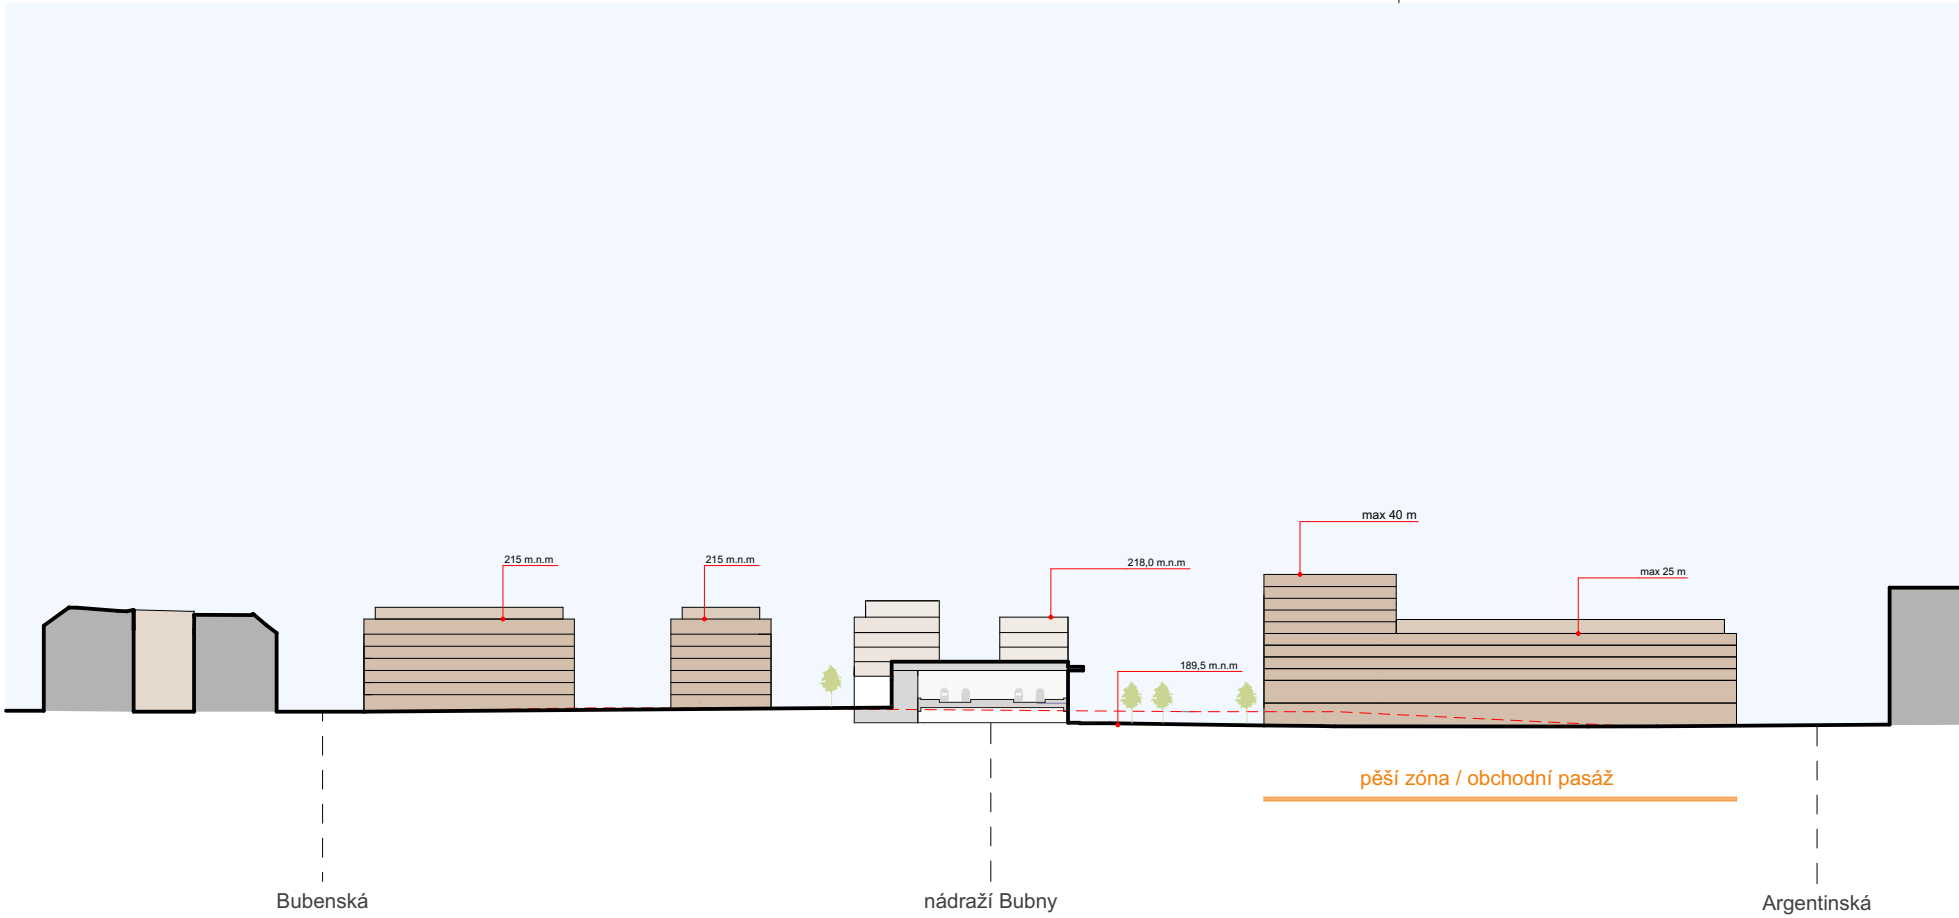 max 40 m
215 m.n.m
215 m.n.m
218,0 m.n.m
max 25 m
189,5 m.n.m
pěší zóna / obchodní pasáž
Bubenská
nádraží Bubny
Argentinská